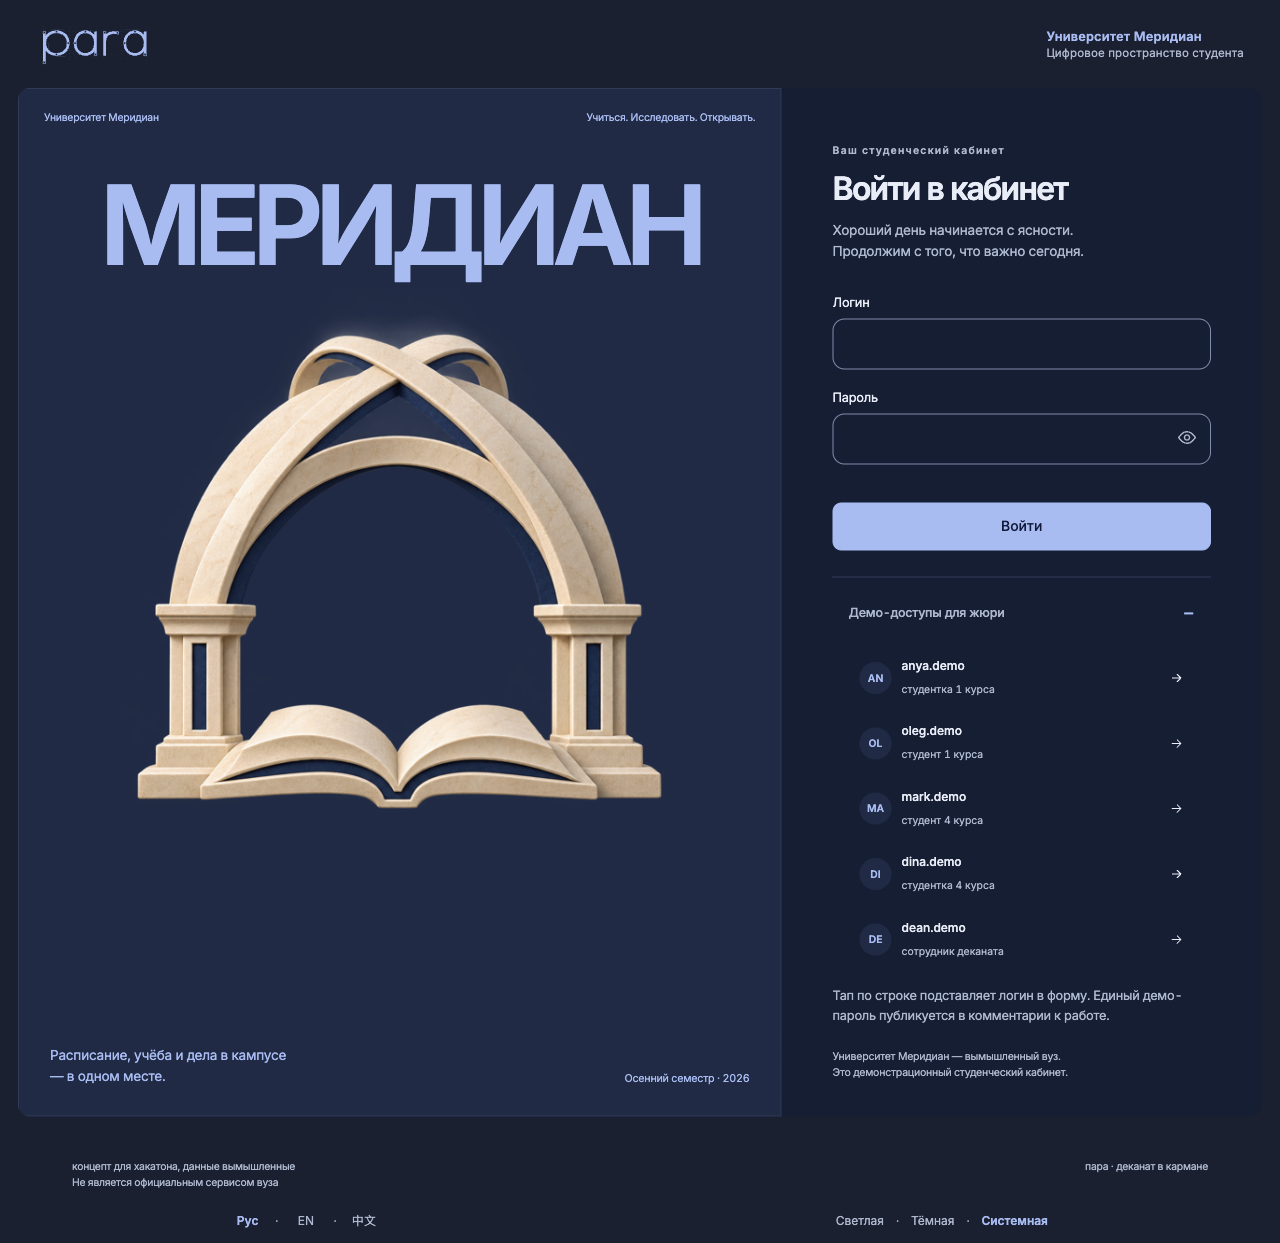 para
Университет Меридиан
Цифровое пространство студента
Университет Меридиан
Учиться. Исследовать. Открывать.
МЕРИДИАН
Расписание, учёба и дела в кампусе
— в одном месте.
Осенний семестр · 2026
Ваш студенческий кабинет
Войти в кабинет
Хороший день начинается с ясности.
Продолжим с того, что важно сегодня.
Логин
Пароль
Войти
Демо-доступы для жюри
AN
anya.demo
студентка 1 курса
OL
oleg.demo
студент 1 курса
MA
mark.demo
студент 4 курса
DI
dina.demo
студентка 4 курса
DE
dean.demo
сотрудник деканата
Тап по строке подставляет логин в форму. Единый демо-
пароль публикуется в комментарии к работе.
Университет Меридиан — вымышленный вуз.
Это демонстрационный студенческий кабинет.
концепт для хакатона, данные вымышленные
Не является официальным сервисом вуза
пара · деканат в кармане
Рус · EN · 中文
Светлая · Тёмная · Системная